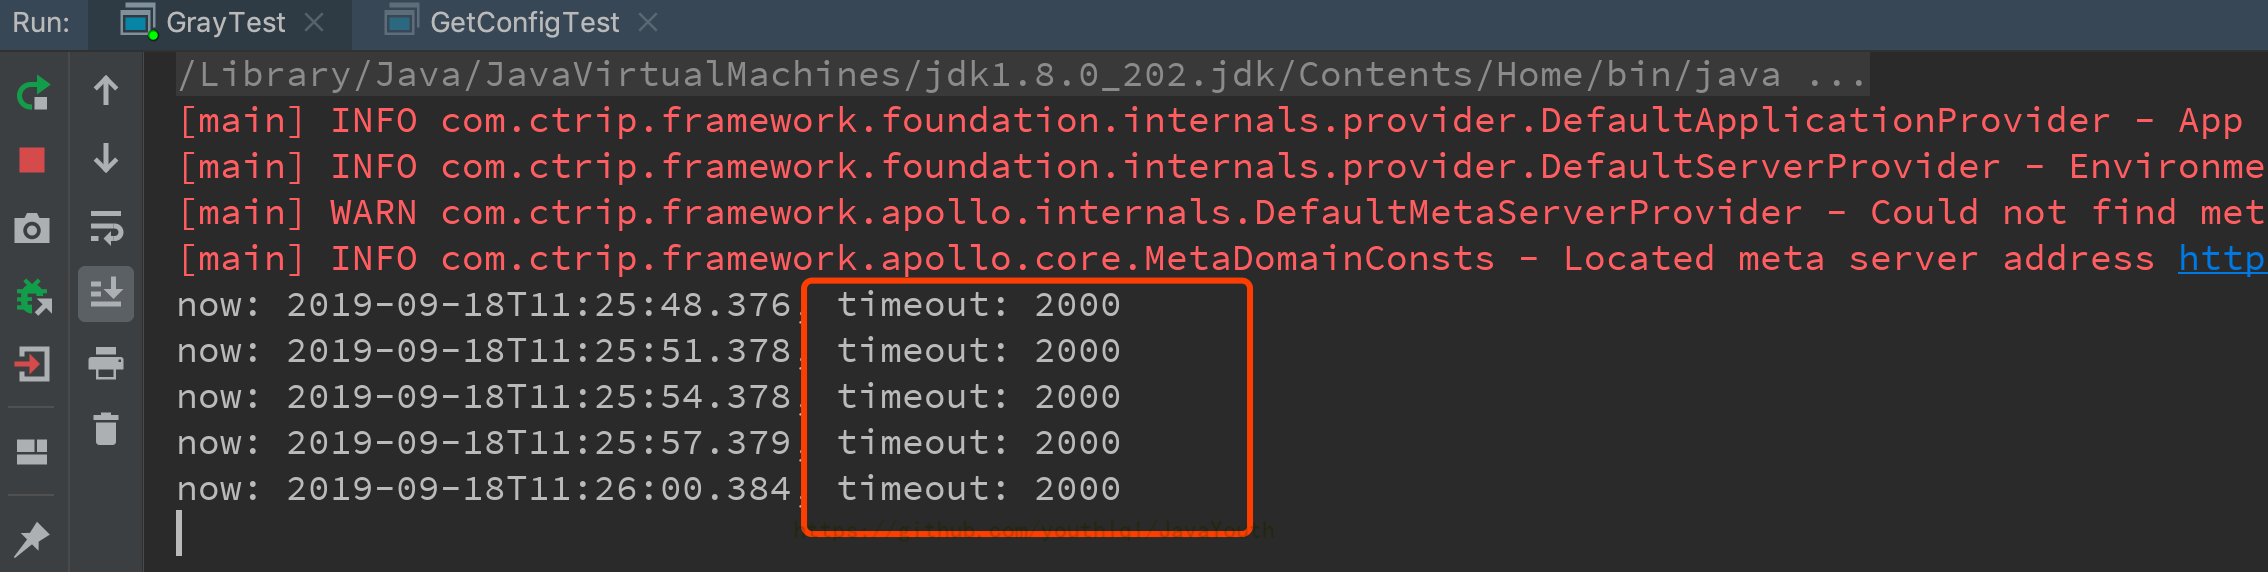 Run: GrayTest GetConfigTest
/Library/Java/JavaVirtualMachines/jdk1.8.0_202.jdk/Contents/Home/bin/java ...
[main] INFO com.ctrip.framework.foundation.internals.provider.DefaultApplicationProvider - App
[main] INFO com.ctrip.framework.foundation.internals.provider.DefaultServerProvider - Environme
[main] WARN com.ctrip.framework.apollo.internals.DefaultMetaServerProvider - Could not find met
[main] INFO com.ctrip.framework.apollo.core.MetaDomainConsts - Located meta server address http
now: 2019-09-18T11:25:48.376, timeout: 2000
now: 2019-09-18T11:25:51.378, timeout: 2000
now: 2019-09-18T11:25:54.378, timeout: 2000
now: 2019-09-18T11:25:57.379, timeout: 2000
now: 2019-09-18T11:26:00.384, timeout: 2000
https://github.com/youthlql/JavaYouth